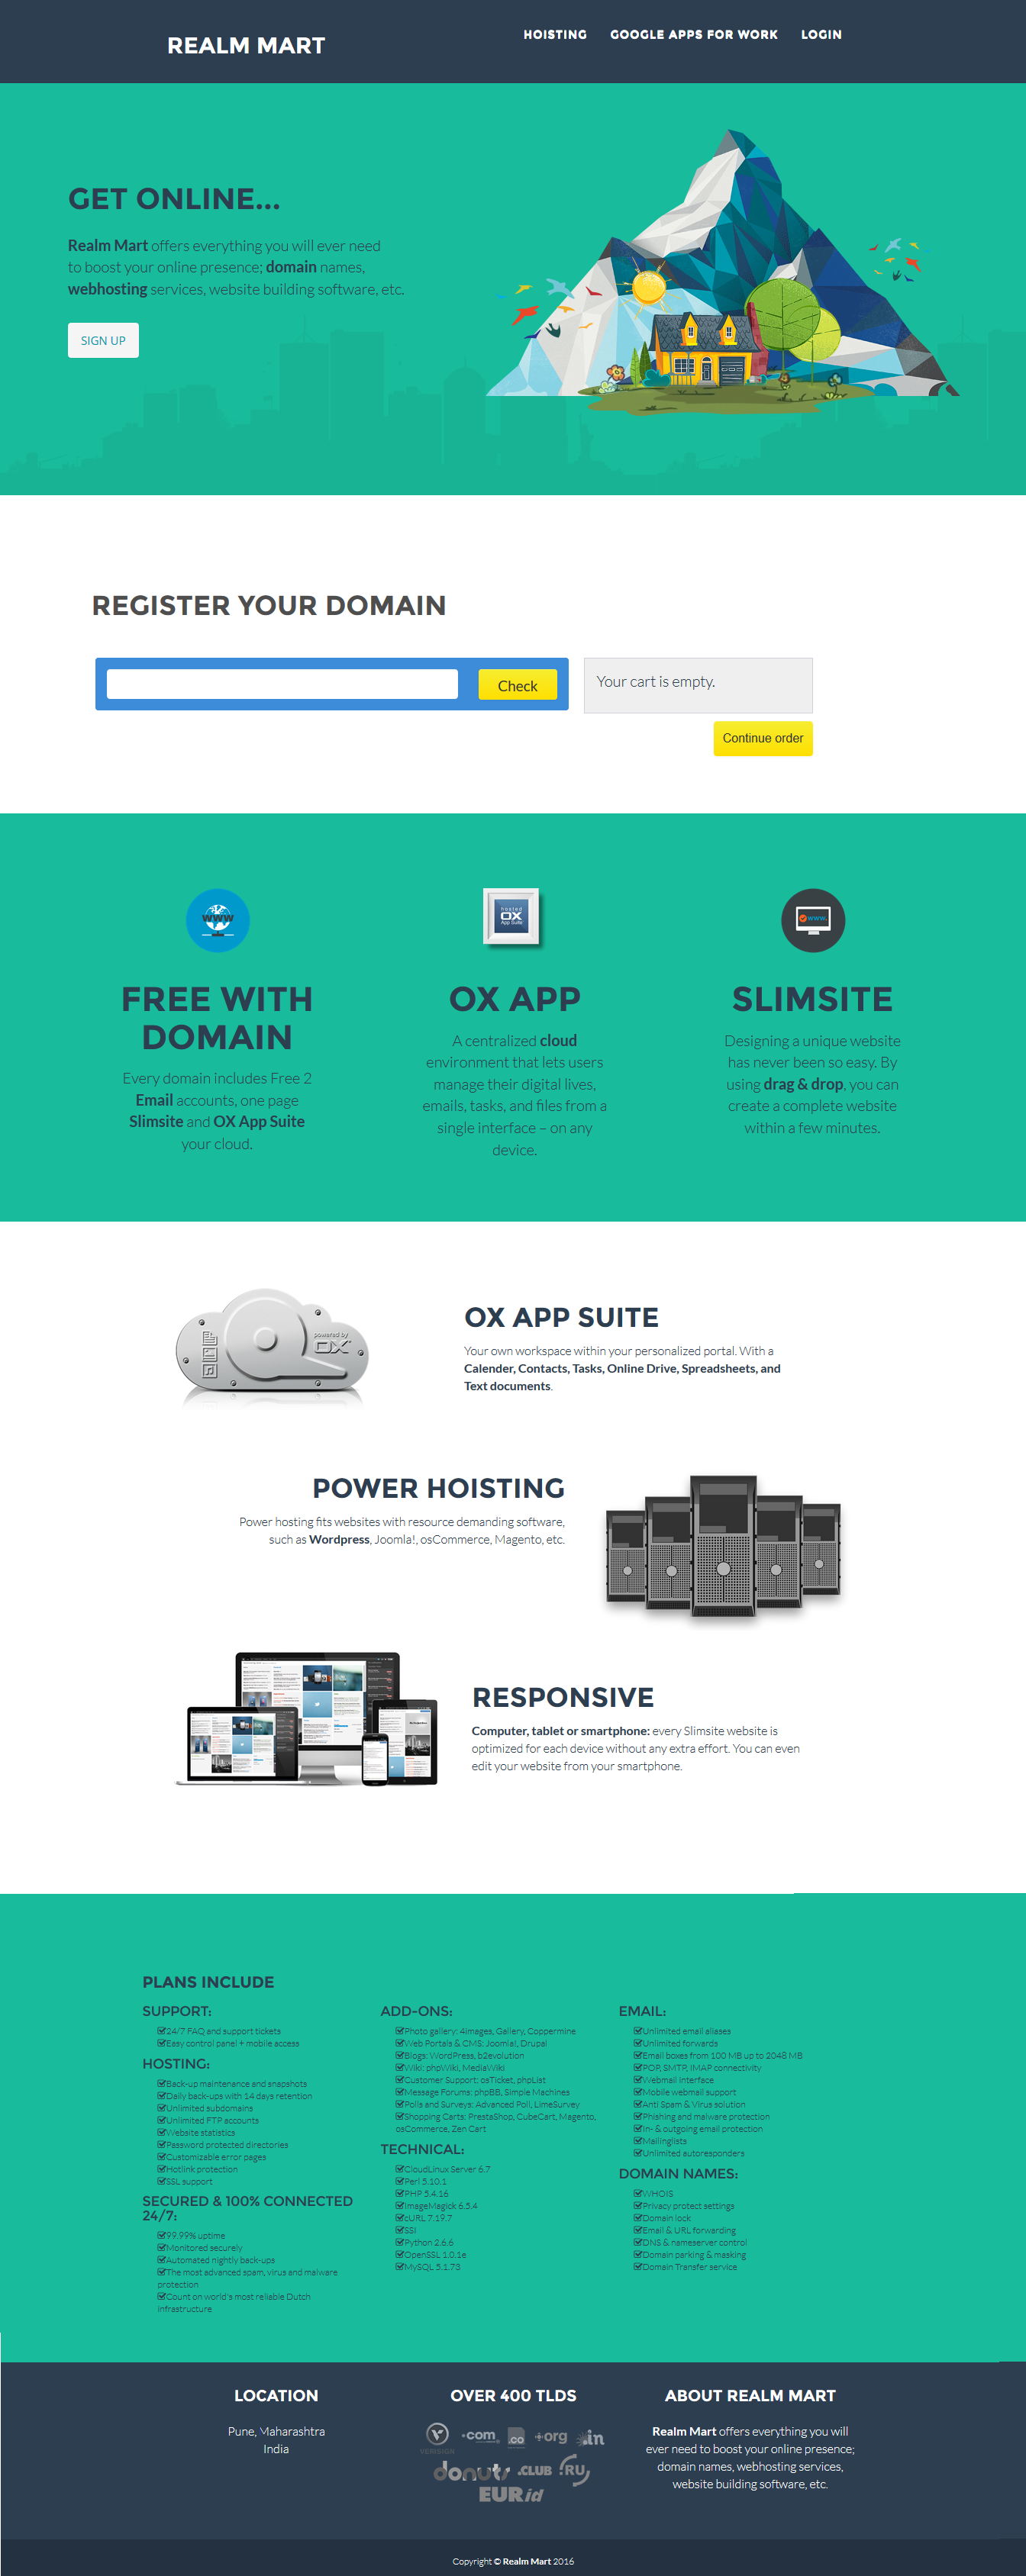 REALM MART
HOISTING GOOGLE APPS FOR WORK LOGIN
GET ONLINE...
Realm Mart offers everything you will ever need
to boost your online presence; domain names,
webhosting services, website building software, etc.
SIGN UP
REGISTER YOUR DOMAIN
Check
Your cart is empty.
Continue order
WWW
FREE WITH
DOMAIN
Every domain includes Free 2
Email accounts, one page
Slimsite and OX App Suite
your cloud.
hosted
OX
App Suite
OX APP
A centralized cloud
environment that lets users
manage their digital lives,
emails, tasks, and files from a
single interface – on any
device.
WWW.
SLIMSITE
Designing a unique website
has never been so easy. By
using drag & drop, you can
create a complete website
within a few minutes.
powered by
OX
OX APP SUITE
Your own workspace within your personalized portal. With a
Calender, Contacts, Tasks, Online Drive, Spreadsheets, and
Text documents.
POWER HOISTING
Power hosting fits websites with resource demanding software,
such as Wordpress, Joomla!, osCommerce, Magento, etc.
RESPONSIVE
Computer, tablet or smartphone: every Slimsite website is
optimized for each device without any extra effort. You can even
edit your website from your smartphone.
PLANS INCLUDE
SUPPORT:
24/7 FAQ and support tickets
Easy control panel + mobile access
HOSTING:
Back-up maintenance and snapshots
Daily back-ups with 14 days retention
Unlimited subdomains
Unlimited FTP accounts
Website statistics
Password protected directories
Customizable error pages
Hotlink protection
SSL support
SECURED & 100% CONNECTED
24/7:
99.99% uptime
Monitored securely
Automated nightly back-ups
The most advanced spam, virus and malware
protection
Count on world's most reliable Dutch
infrastructure
ADD-ONS:
Photo gallery: 4images, Gallery, Coppermine
Web Portals & CMS: Joomla!, Drupal
Blogs: WordPress, b2evolution
Wiki: phpWiki, MediaWiki
Customer Support: osTicket, phpList
Message Forums: phpBB, Simple Machines
Polls and Surveys: Advanced Poll, LimeSurvey
Shopping Carts: PrestaShop, CubeCart, Magento,
osCommerce, Zen Cart
TECHNICAL:
CloudLinux Server 6.7
Perl 5.10.1
PHP 5.4.16
ImageMagick 6.5.4
cURL 7.19.7
SSI
Python 2.6.6
OpenSSL 1.0.1e
MySQL 5.1.73
EMAIL:
Unlimited email aliases
Unlimited forwards
Email boxes from 100 MB up to 2048 MB
POP, SMTP, IMAP connectivity
Webmail interface
Mobile webmail support
Anti Spam & Virus solution
Phishing and malware protection
In- & outgoing email protection
Mailinglists
Unlimited autoresponders
DOMAIN NAMES:
WHOIS
Privacy protect settings
Domain lock
Email & URL forwarding
DNS & nameserver control
Domain parking & masking
Domain Transfer service
LOCATION
Pune, Maharashtra
India
OVER 400 TLDS
VERISIGN
.com .co .org .in
donuts .CLUB .RU
EURid
ABOUT REALM MART
Realm Mart offers everything you will
ever need to boost your online presence;
domain names, webhosting services,
website building software, etc.
Copyright © Realm Mart 2016